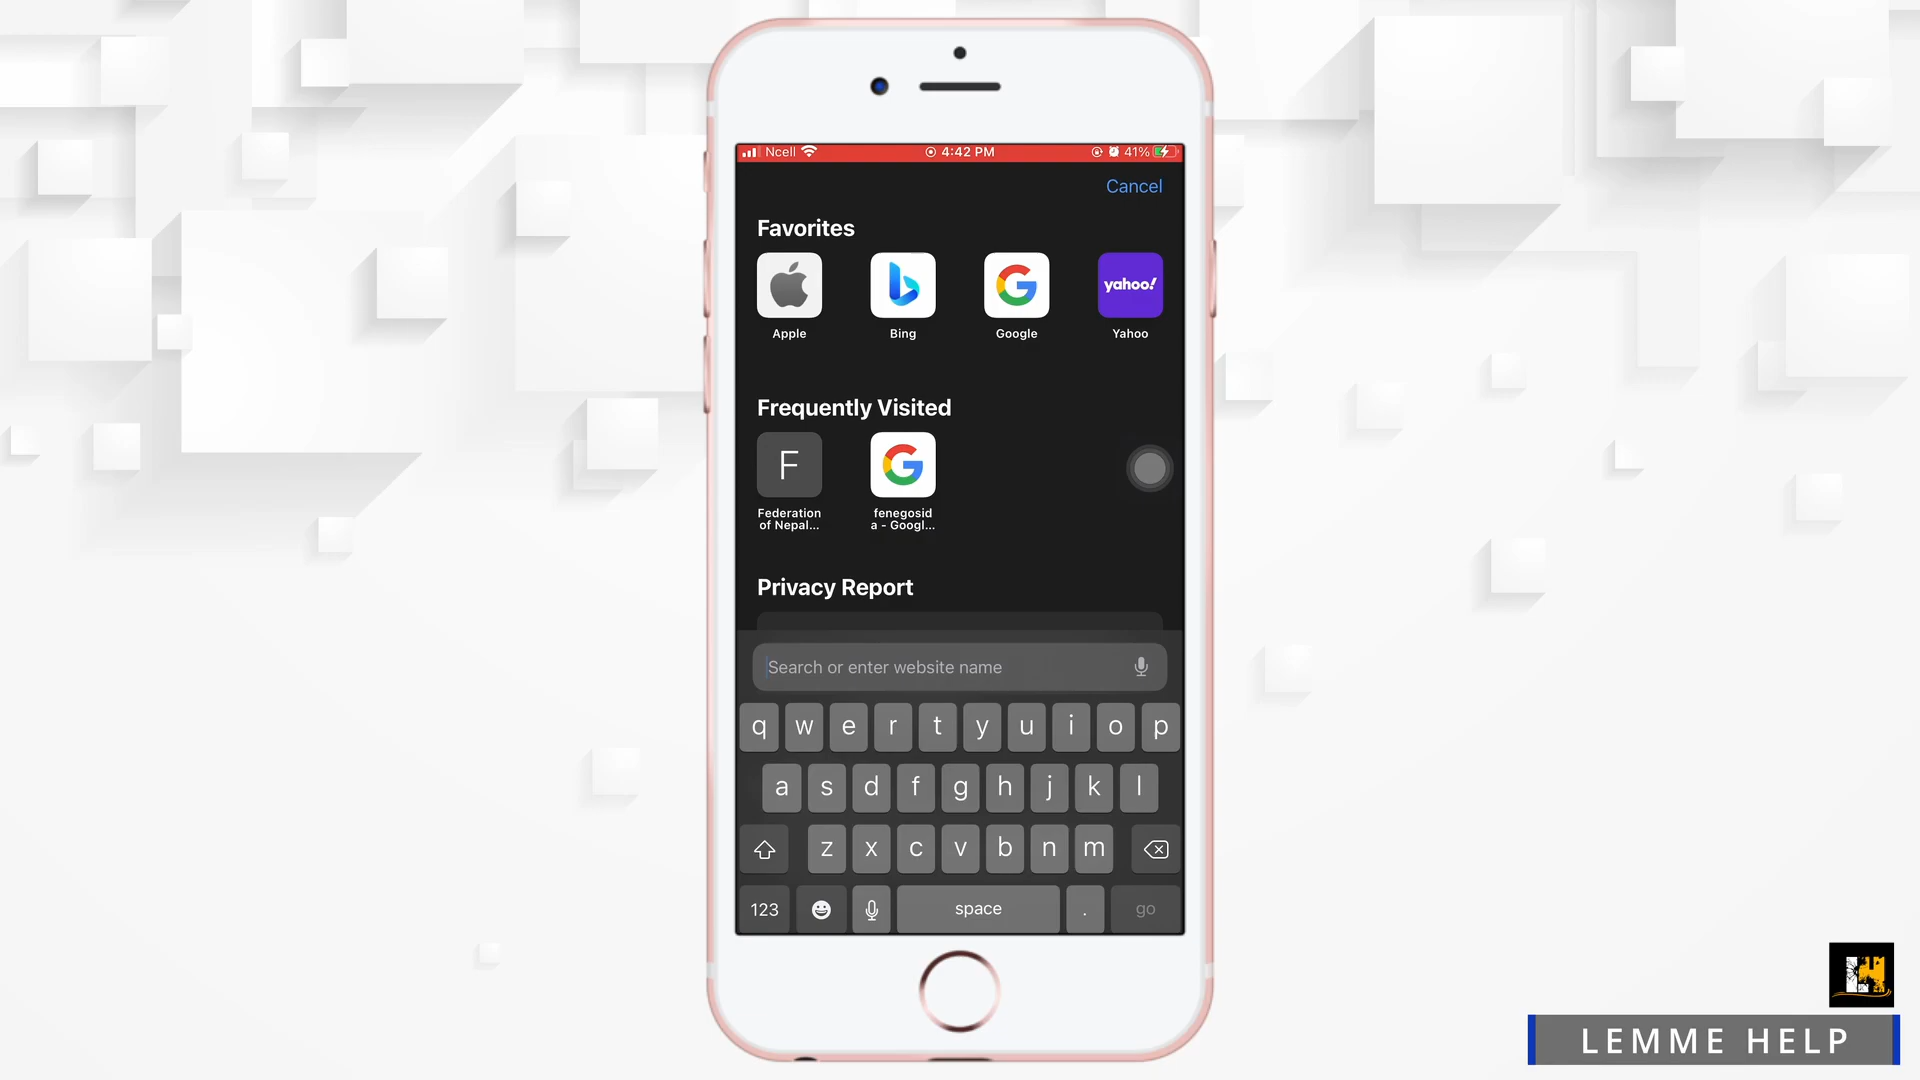 Ncell 4:42 PM 41%
Cancel
Favorites
yahoo!
Apple Bing Google Yahoo
Frequently Visited
F
Federation
of Nepal...
fenegosid
a - Googl...
Privacy Report
Search or enter website name
q w e r t y u i o p
a s d f g h j k l
z x c v b n m
123 space . go
LEMME HELP